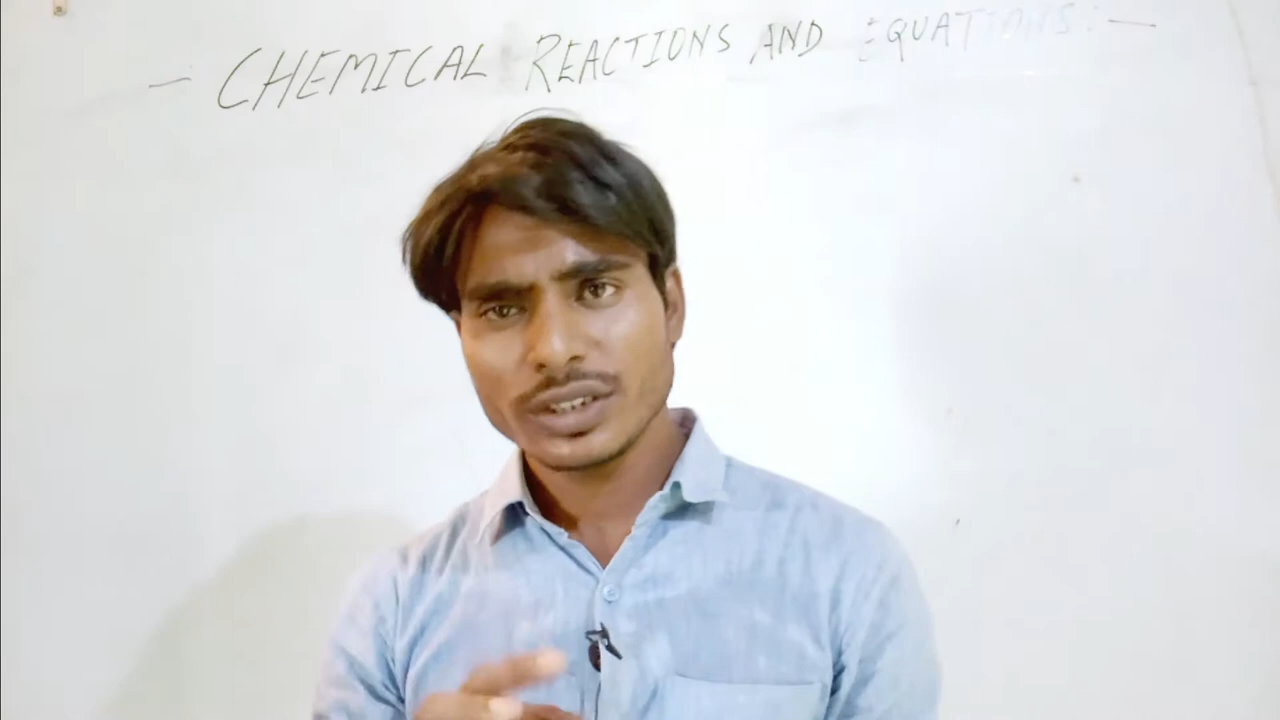 — CHEMICAL REACTIONS AND EQUATIONS:—